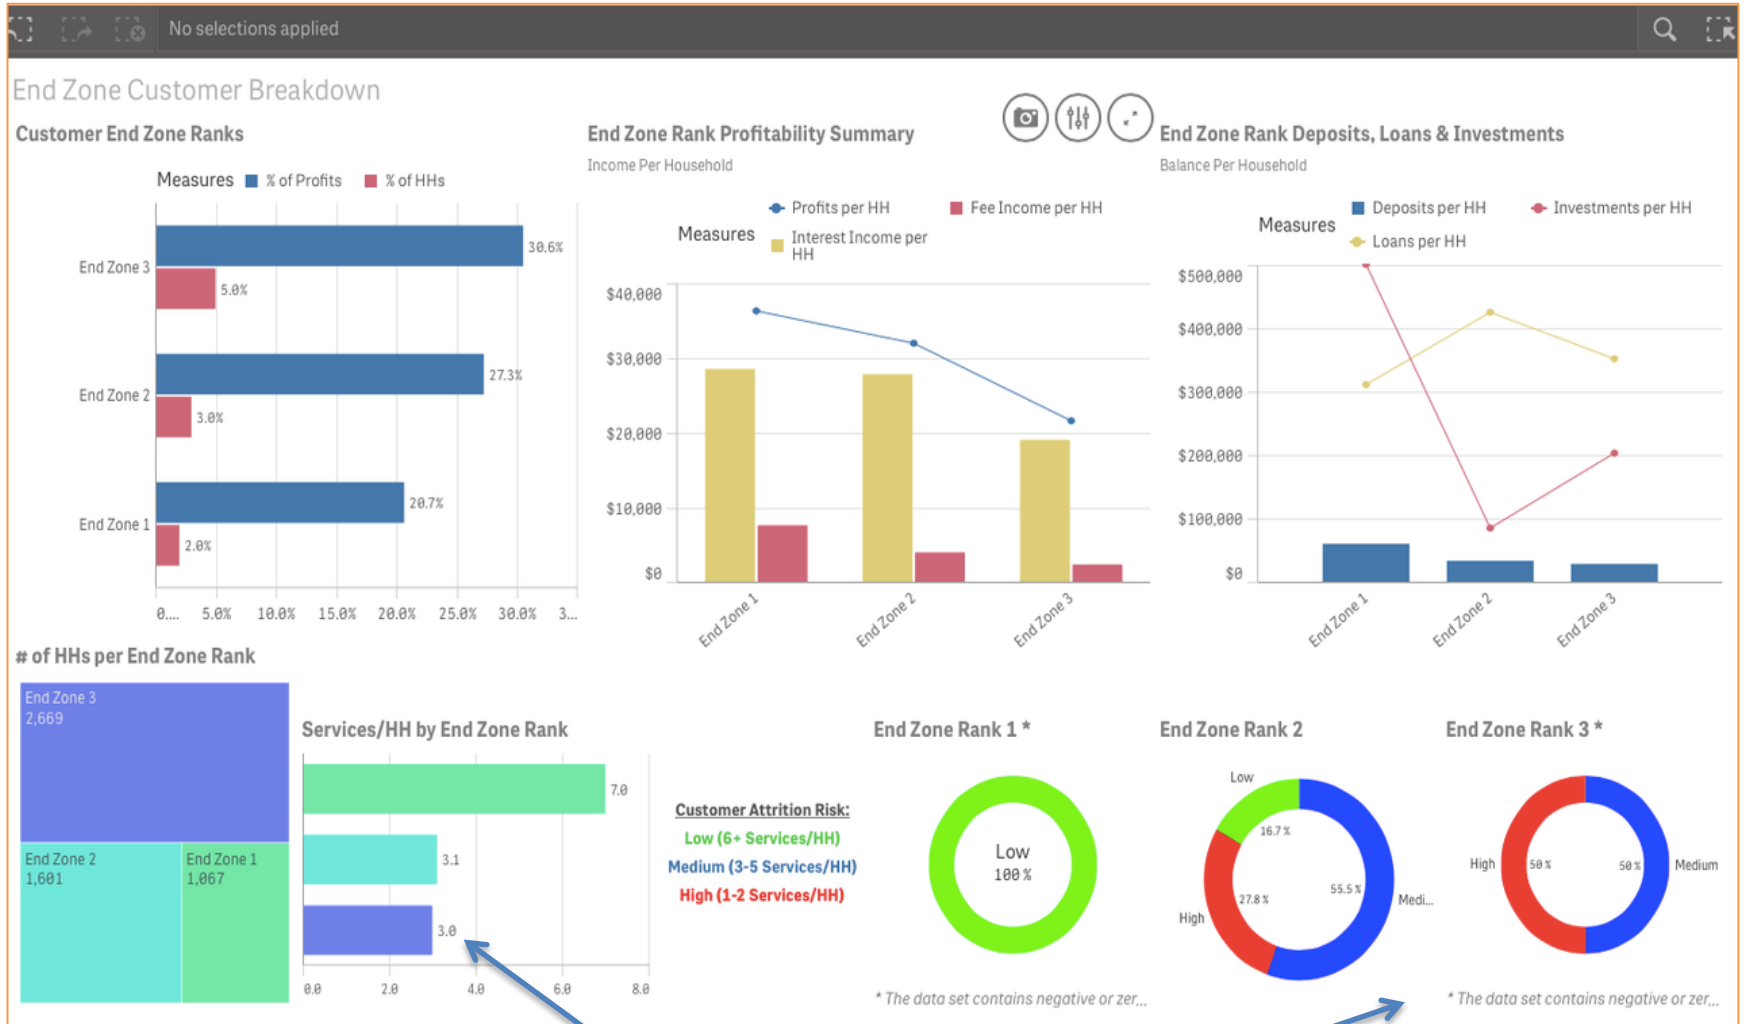 No selections applied
End Zone Customer Breakdown
Customer End Zone Ranks
Measures % of Profits % of HHs
End Zone 3
30.6%
5.0%
End Zone 2
27.3%
3.0%
End Zone 1
20.7%
2.0%
0.... 5.0% 10.0% 15.0% 20.0% 25.0% 30.0% 3...
End Zone Rank Profitability Summary
Income Per Household
Measures
Profits per HH Fee Income per HH
Interest Income per
HH
$40,000
$30,000
$20,000
$10,000
$0
End Zone 1 End Zone 2 End Zone 3
End Zone Rank Deposits, Loans & Investments
Balance Per Household
Measures
Deposits per HH Investments per HH
Loans per HH
$500,000
$400,000
$300,000
$200,000
$100,000
$0
End Zone 1 End Zone 2 End Zone 3
# of HHs per End Zone Rank
End Zone 3
2,669
End Zone 2
1,601
End Zone 1
1,067
Services/HH by End Zone Rank
7.0
3.1
3.0
0.0 2.0 4.0 6.0 8.0
Customer Attrition Risk:
Low (6+ Services/HH)
Medium (3-5 Services/HH)
High (1-2 Services/HH)
End Zone Rank 1 *
Low
100 %
* The data set contains negative or zer...
End Zone Rank 2
Low
16.7 %
High
27.8 %
55.5 %
Medi...
End Zone Rank 3 *
High 50 % 50 % Medium
* The data set contains negative or zer...